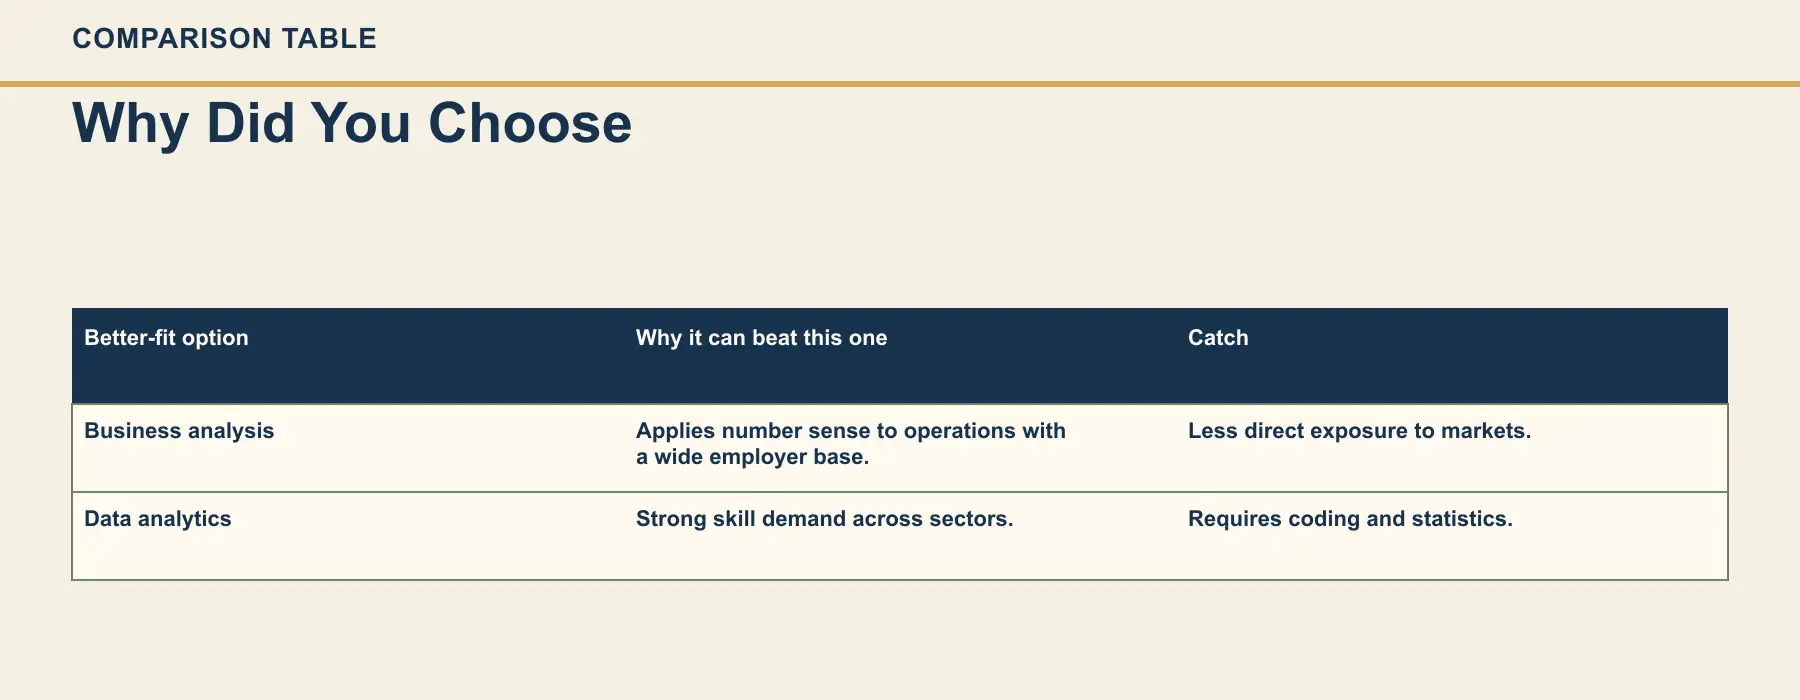 COMPARISON TABLE
Why Did You Choose
Better-fit option
Why it can beat this one
Catch
Business analysis
Applies number sense to operations with
a wide employer base.
Less direct exposure to markets.
Data analytics
Strong skill demand across sectors.
Requires coding and statistics.